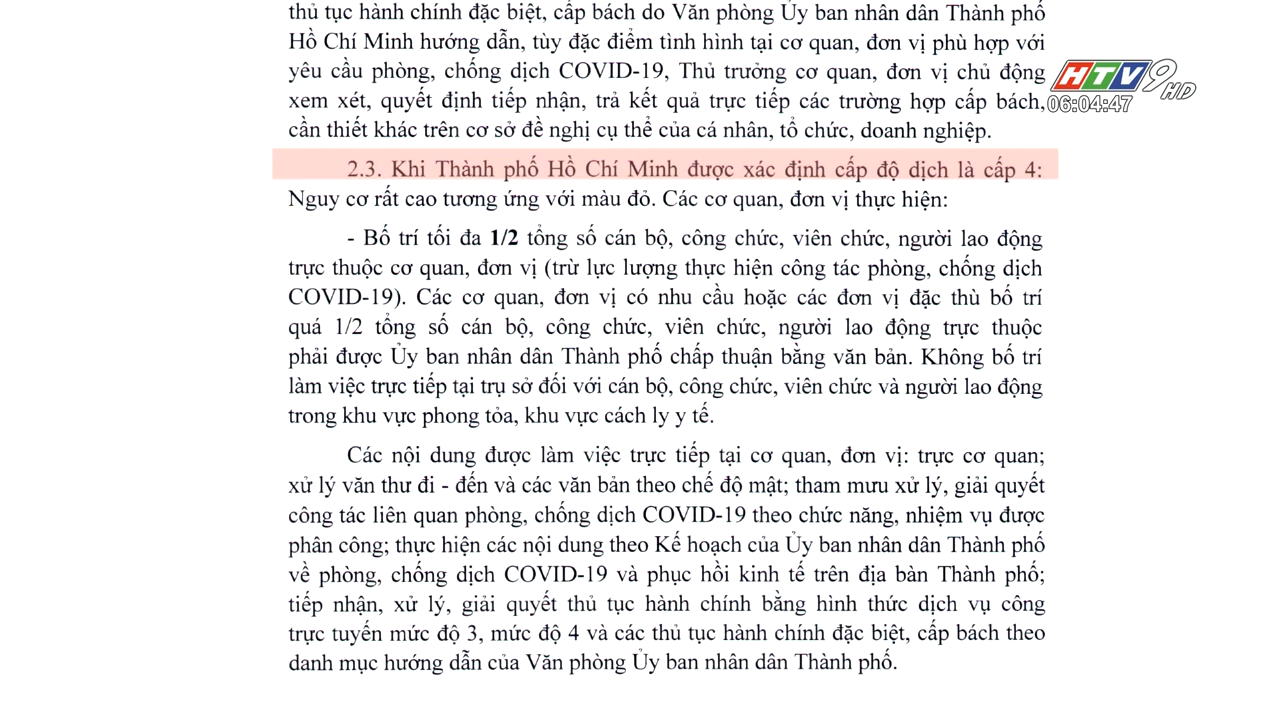 thủ tục hành chính đặc biệt, cấp bách do Văn phòng Ủy ban nhân dân Thành phố
Hồ Chí Minh hướng dẫn, tùy đặc điểm tình hình tại cơ quan, đơn vị phù hợp với
yêu cầu phòng, chống dịch COVID-19, Thủ trưởng cơ quan, đơn vị chủ động
xem xét, quyết định tiếp nhận, trả kết quả trực tiếp các trường hợp cấp bách,
cần thiết khác trên cơ sở đề nghị cụ thể của cá nhân, tổ chức, doanh nghiệp.
HTV9 HD
06:04:47
2.3. Khi Thành phố Hồ Chí Minh được xác định cấp độ dịch là cấp 4:
Nguy cơ rất cao tương ứng với màu đỏ. Các cơ quan, đơn vị thực hiện:
- Bố trí tối đa 1/2 tổng số cán bộ, công chức, viên chức, người lao động
trực thuộc cơ quan, đơn vị (trừ lực lượng thực hiện công tác phòng, chống dịch
COVID-19). Các cơ quan, đơn vị có nhu cầu hoặc các đơn vị đặc thù bố trí
quá 1/2 tổng số cán bộ, công chức, viên chức, người lao động trực thuộc
phải được Ủy ban nhân dân Thành phố chấp thuận bằng văn bản. Không bố trí
làm việc trực tiếp tại trụ sở đối với cán bộ, công chức, viên chức và người lao động
trong khu vực phong tỏa, khu vực cách ly y tế.
Các nội dung được làm việc trực tiếp tại cơ quan, đơn vị: trực cơ quan;
xử lý văn thư đi - đến và các văn bản theo chế độ mật; tham mưu xử lý, giải quyết
công tác liên quan phòng, chống dịch COVID-19 theo chức năng, nhiệm vụ được
phân công; thực hiện các nội dung theo Kế hoạch của Ủy ban nhân dân Thành phố
về phòng, chống dịch COVID-19 và phục hồi kinh tế trên địa bàn Thành phố;
tiếp nhận, xử lý, giải quyết thủ tục hành chính bằng hình thức dịch vụ công
trực tuyến mức độ 3, mức độ 4 và các thủ tục hành chính đặc biệt, cấp bách theo
danh mục hướng dẫn của Văn phòng Ủy ban nhân dân Thành phố.